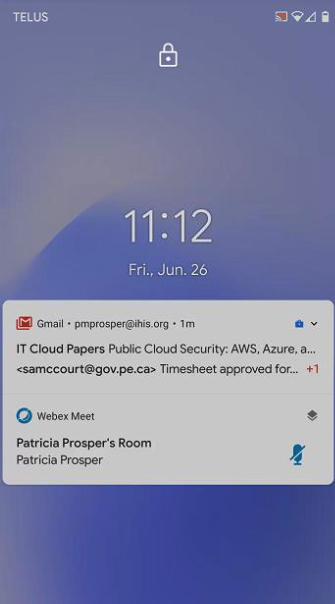 TELUS
11:12
Fri., Jun. 26
Gmail • pmprosper@ihis.org • 1m
IT Cloud Papers Public Cloud Security: AWS, Azure, a...
<samccourt@gov.pe.ca> Timesheet approved for... +1
Webex Meet
Patricia Prosper's Room
Patricia Prosper